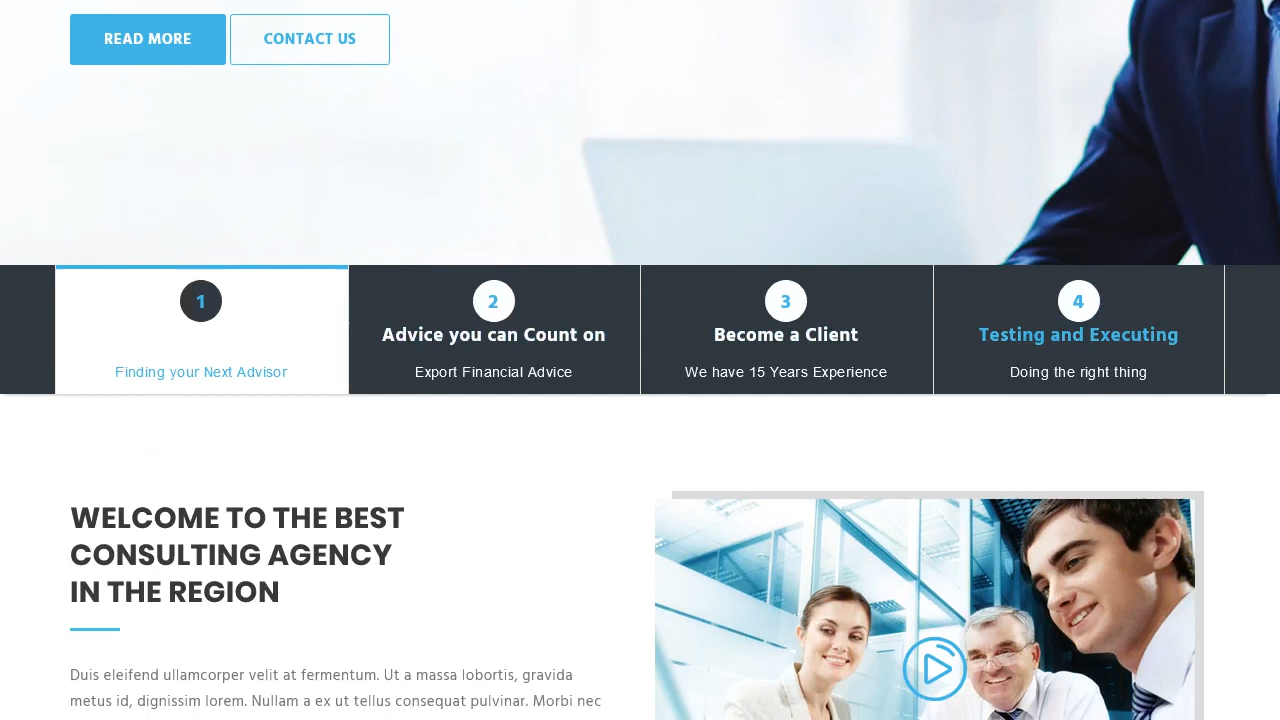 READ MORE
CONTACT US
1
Finding your Next Advisor
2
Advice you can Count on
Export Financial Advice
3
Become a Client
We have 15 Years Experience
4
Testing and Executing
Doing the right thing
WELCOME TO THE BEST
CONSULTING AGENCY
IN THE REGION
Duis eleifend ullamcorper velit at fermentum. Ut a massa lobortis, gravida
metus id, dignissim lorem. Nullam a ex ut tellus consequat pulvinar. Morbi nec